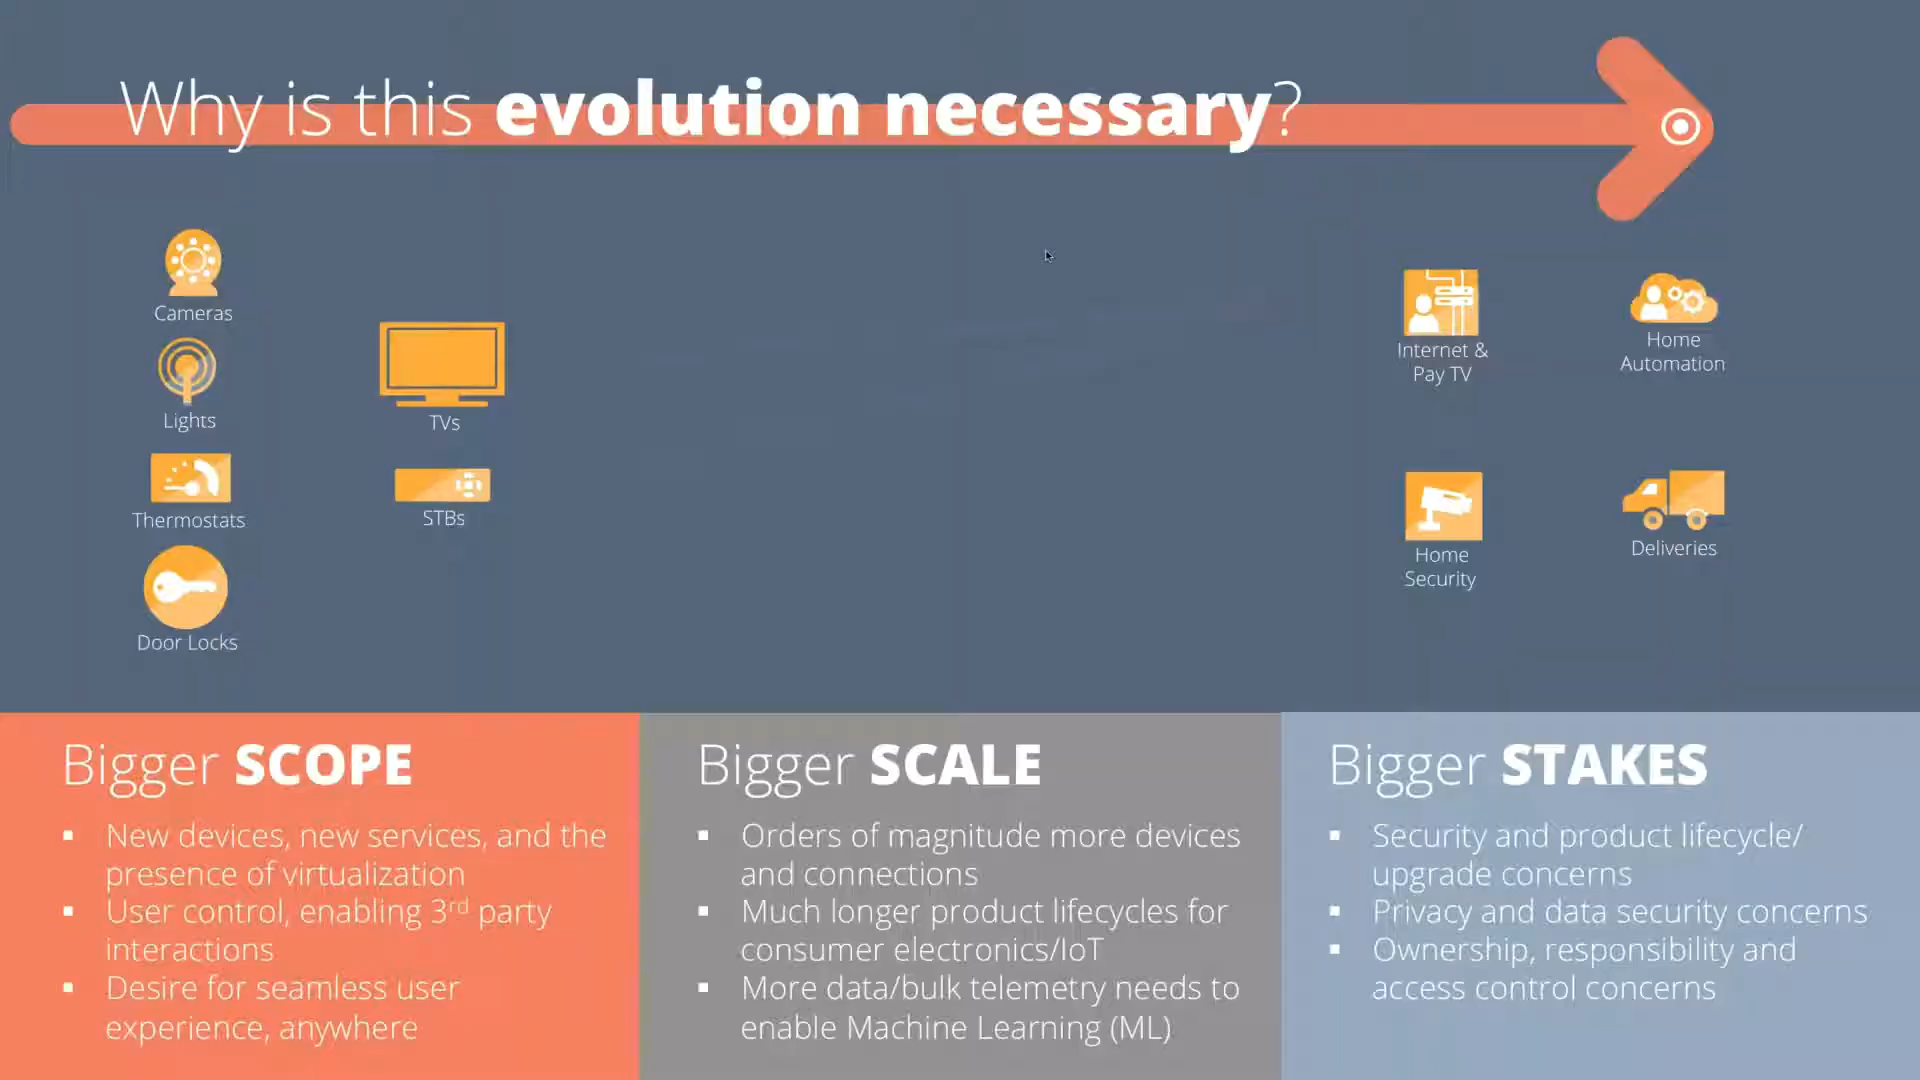 Why is this evolution necessary?
Cameras
Lights
Thermostats
Door Locks
TVs
STBs
Internet &
Pay TV
Home
Automation
Home
Security
Deliveries
Bigger SCOPE
▪ New devices, new services, and the
presence of virtualization
▪ User control, enabling 3rd party
interactions
▪ Desire for seamless user
experience, anywhere
Bigger SCALE
▪ Orders of magnitude more devices
and connections
▪ Much longer product lifecycles for
consumer electronics/IoT
▪ More data/bulk telemetry needs to
enable Machine Learning (ML)
Bigger STAKES
▪ Security and product lifecycle/
upgrade concerns
▪ Privacy and data security concerns
▪ Ownership, responsibility and
access control concerns